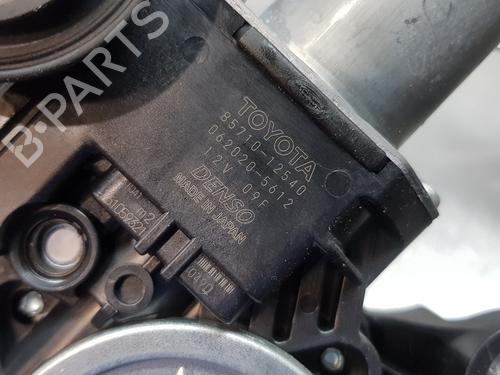 B-PARTS
TOYOTA
85710-12540
062020-5612
12V 09F
DENSO
MADE IN JAPAN